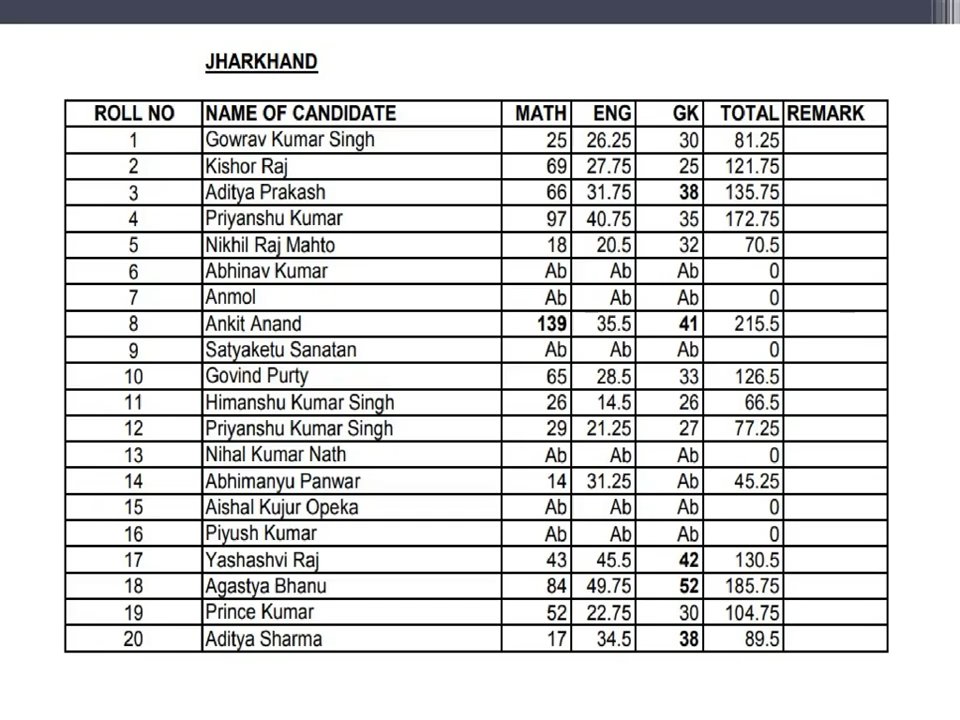 JHARKHAND
ROLL NO NAME OF CANDIDATE MATH ENG GK TOTAL REMARK
1 Gowrav Kumar Singh 25 26.25 30 81.25
2 Kishor Raj 69 27.75 25 121.75
3 Aditya Prakash 66 31.75 38 135.75
4 Priyanshu Kumar 97 40.75 35 172.75
5 Nikhil Raj Mahto 18 20.5 32 70.5
6 Abhinav Kumar Ab Ab Ab 0
7 Anmol Ab Ab Ab 0
8 Ankit Anand 139 35.5 41 215.5
9 Satyaketu Sanatan Ab Ab Ab 0
10 Govind Purty 65 28.5 33 126.5
11 Himanshu Kumar Singh 26 14.5 26 66.5
12 Priyanshu Kumar Singh 29 21.25 27 77.25
13 Nihal Kumar Nath Ab Ab Ab 0
14 Abhimanyu Panwar 14 31.25 Ab 45.25
15 Aishal Kujur Opeka Ab Ab Ab 0
16 Piyush Kumar Ab Ab Ab 0
17 Yashashvi Raj 43 45.5 42 130.5
18 Agastya Bhanu 84 49.75 52 185.75
19 Prince Kumar 52 22.75 30 104.75
20 Aditya Sharma 17 34.5 38 89.5